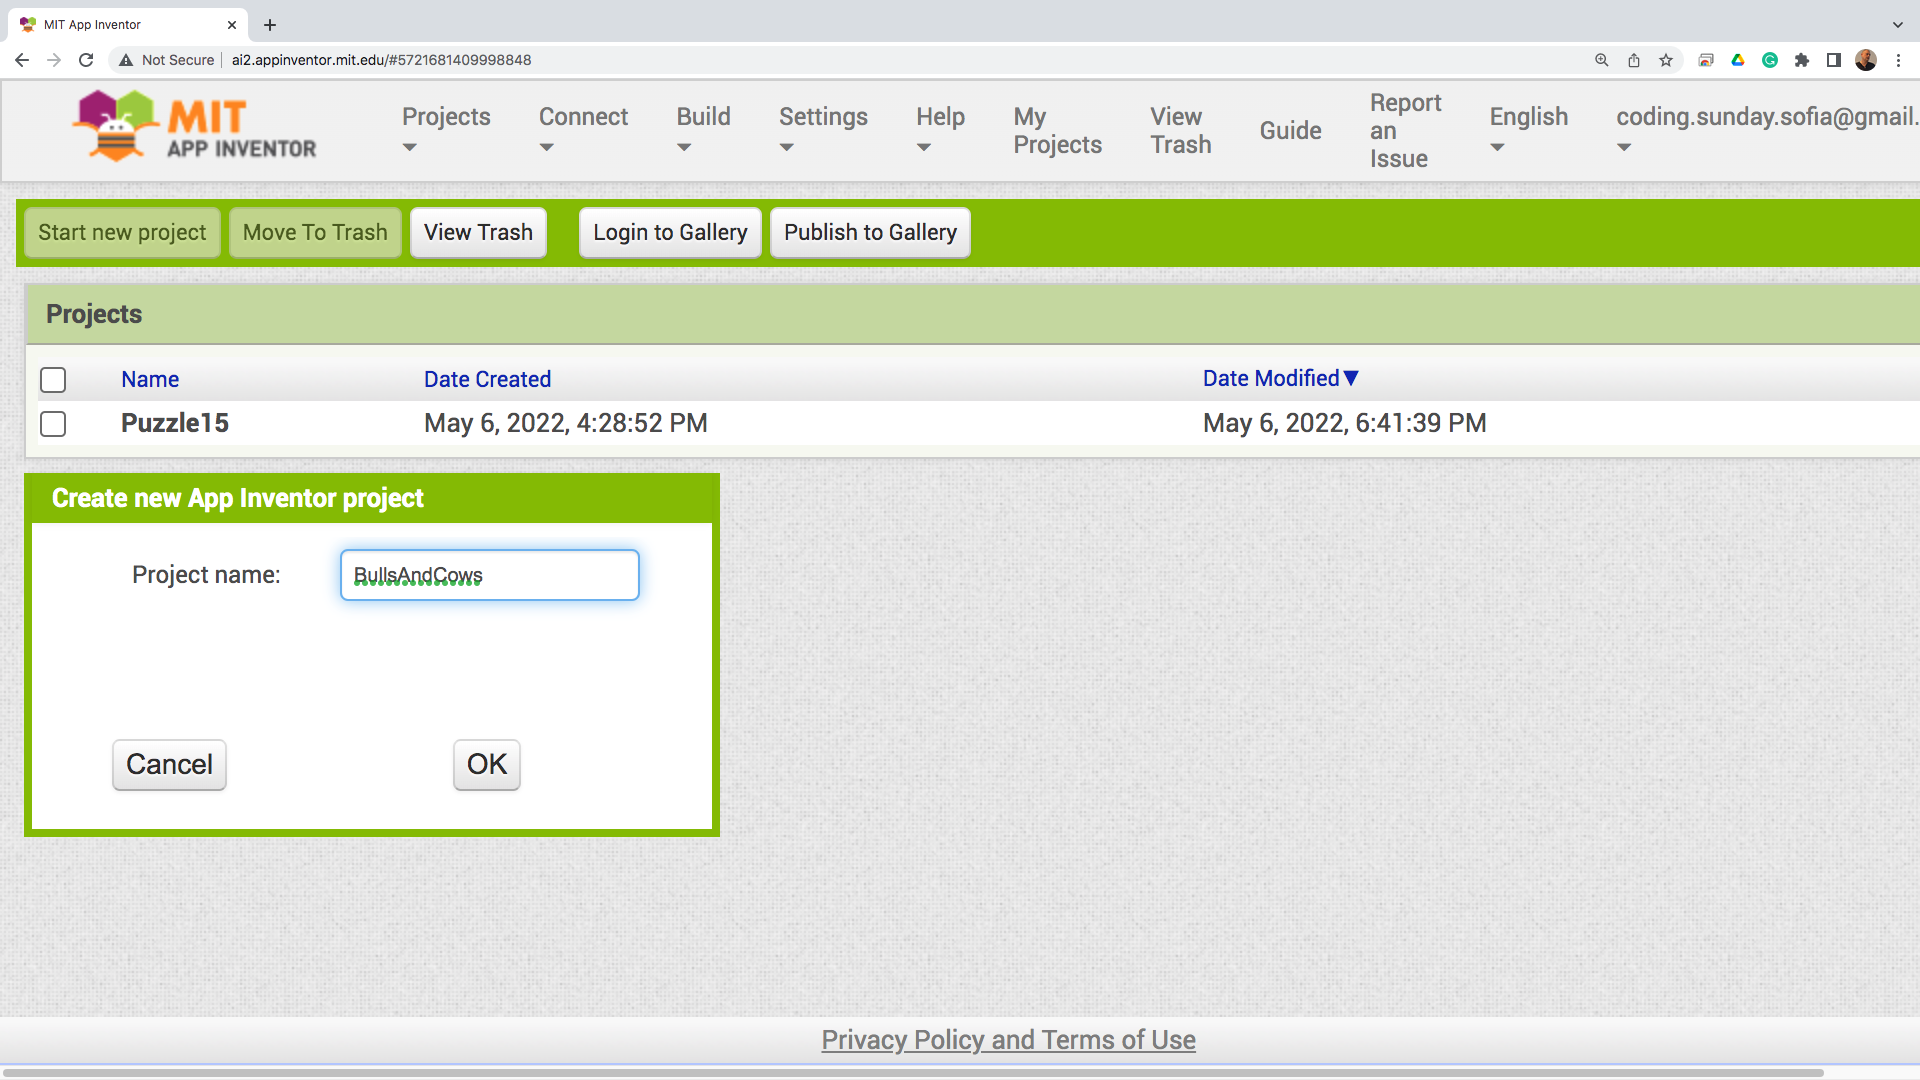 MIT App Inventor
Not Secure
ai2.appinventor.mit.edu/#5721681409998848
MIT
APP INVENTOR
Projects
Connect
Build
Settings
Help
My
Projects
View
Trash
Guide
Report
an
Issue
English
coding.sunday.sofia@gmail.
Start new project
Move To Trash
View Trash
Login to Gallery
Publish to Gallery
Projects
Name
Date Created
Date Modified
Puzzle15
May 6, 2022, 4:28:52 PM
May 6, 2022, 6:41:39 PM
Create new App Inventor project
Project name:
BullsAndCows
Cancel
OK
Privacy Policy and Terms of Use